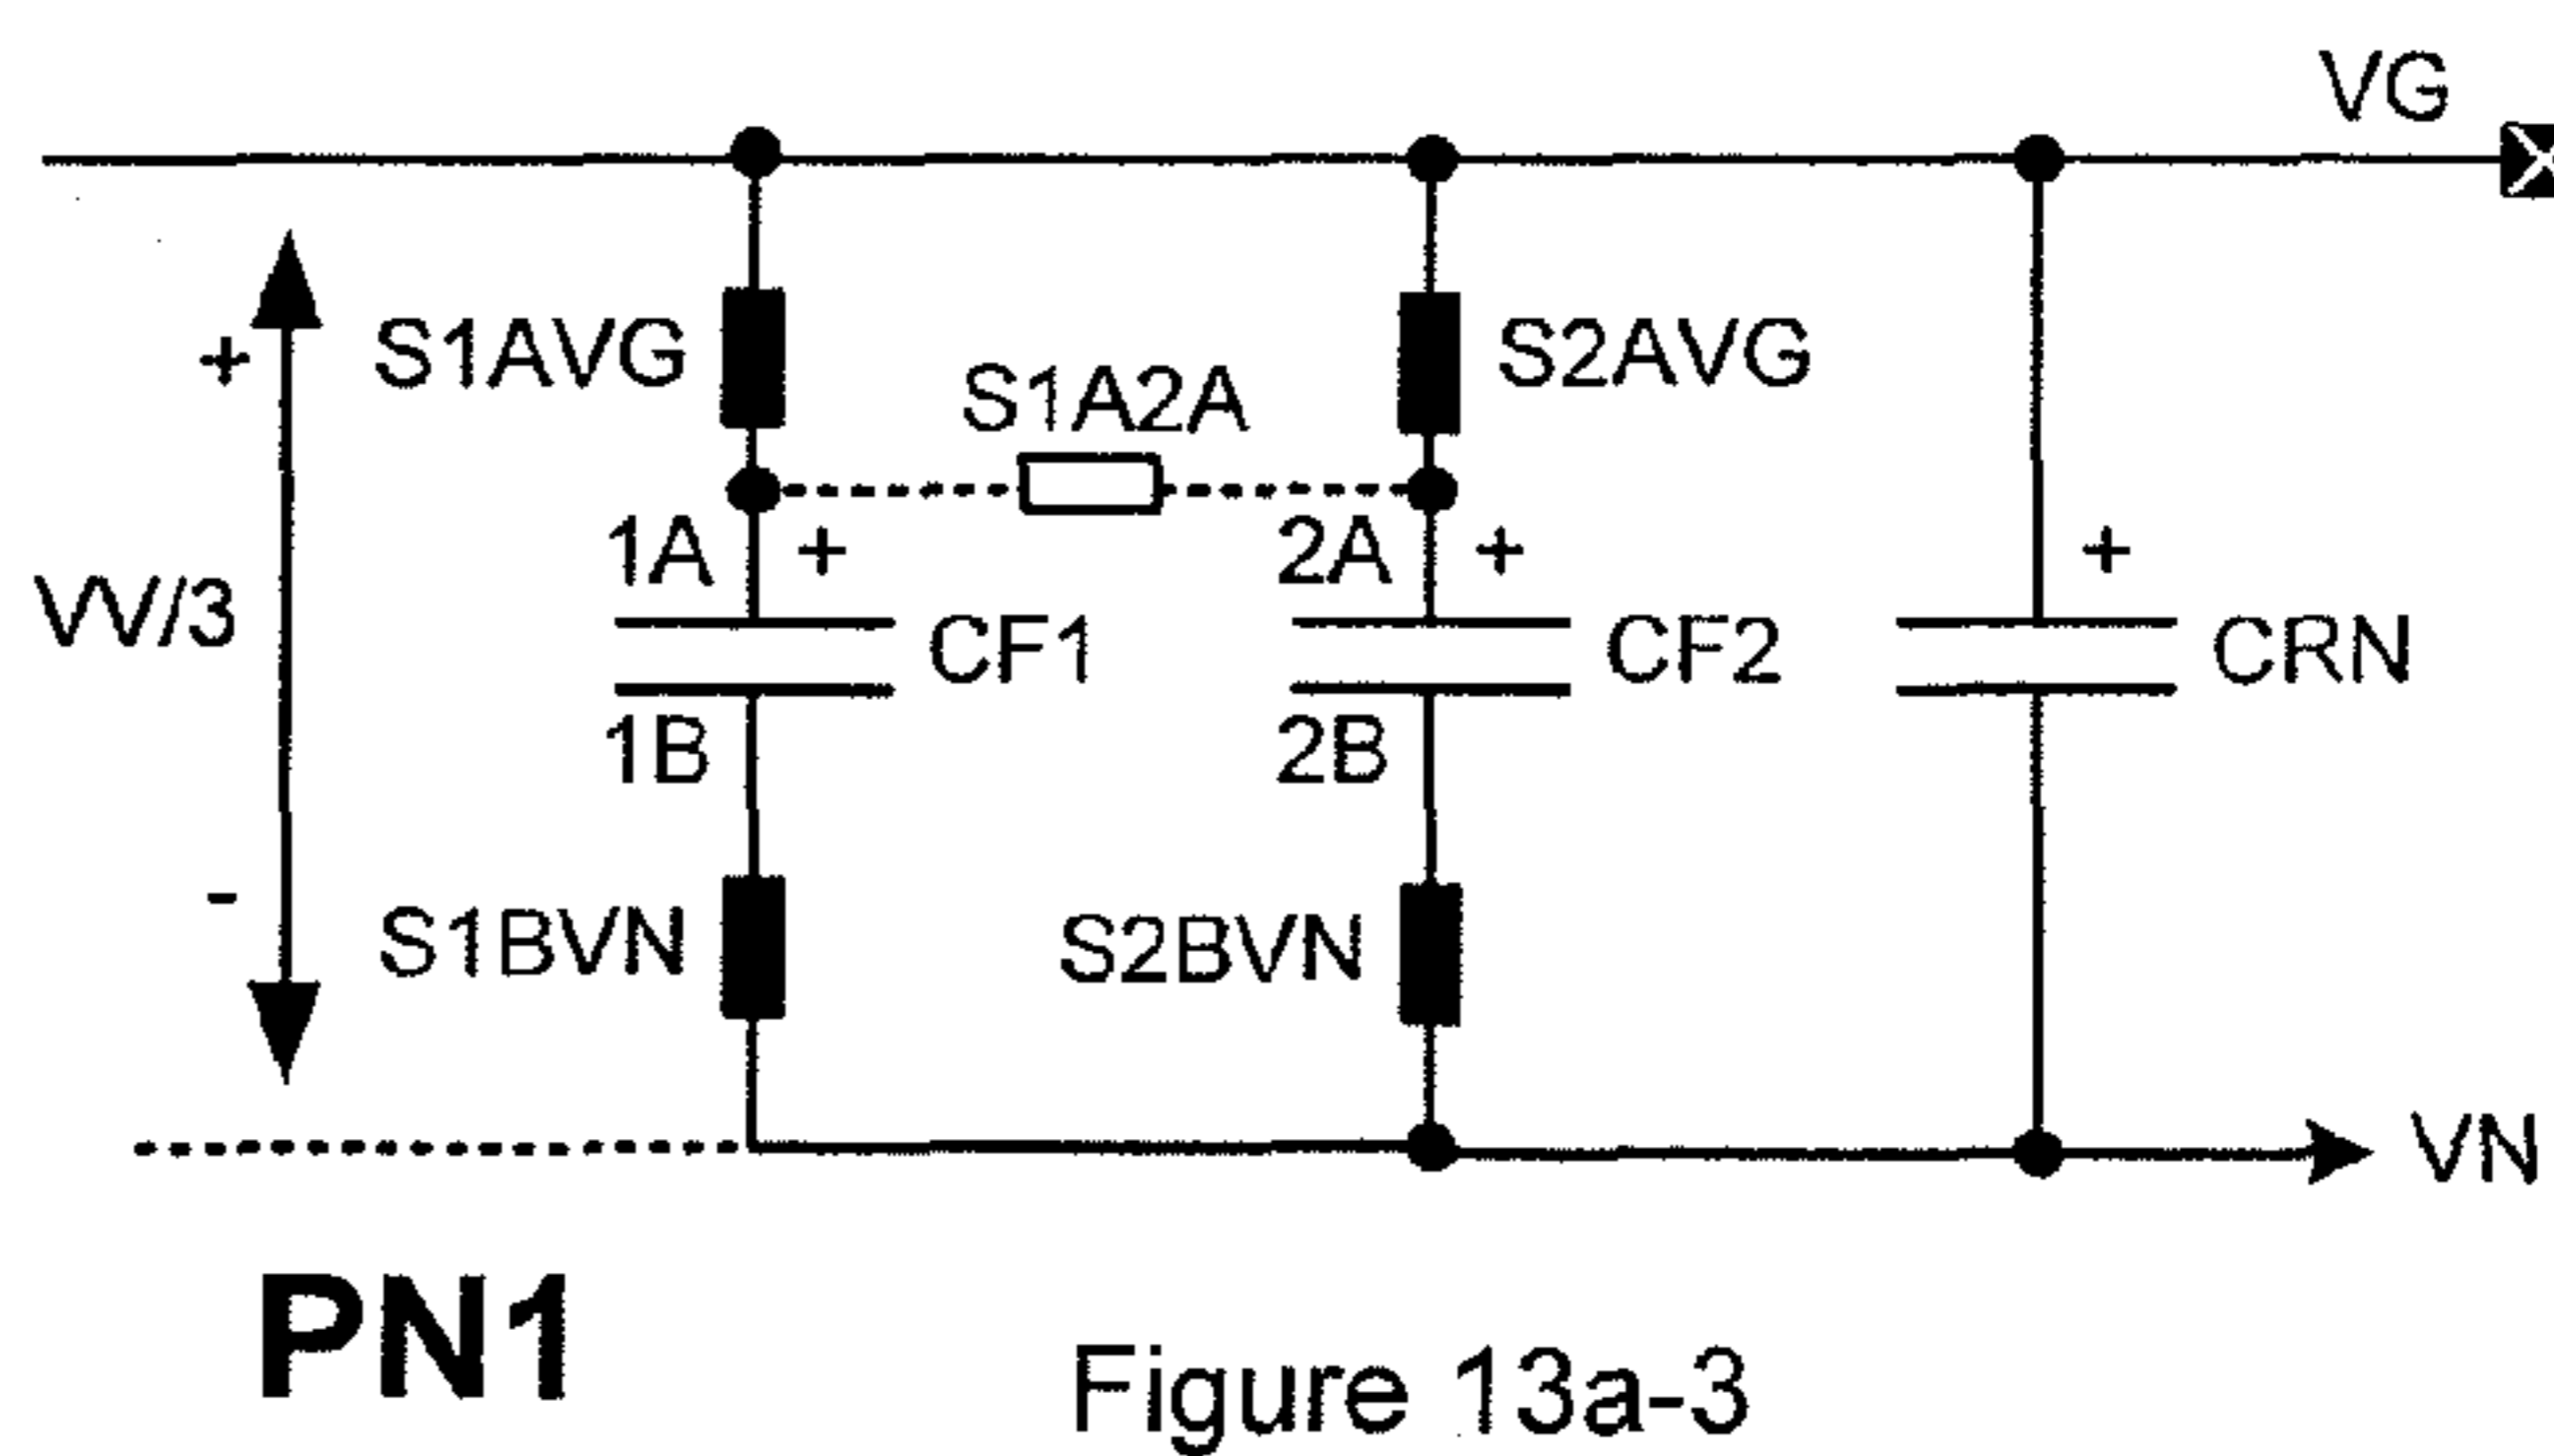 VG
+ S1AVG S1A2A S2AVG
1A + 2A + +
VV/3 CF1 CF2 CRN
1B 2B
- S1BVN S2BVN
VN
PN1
Figure 13a-3